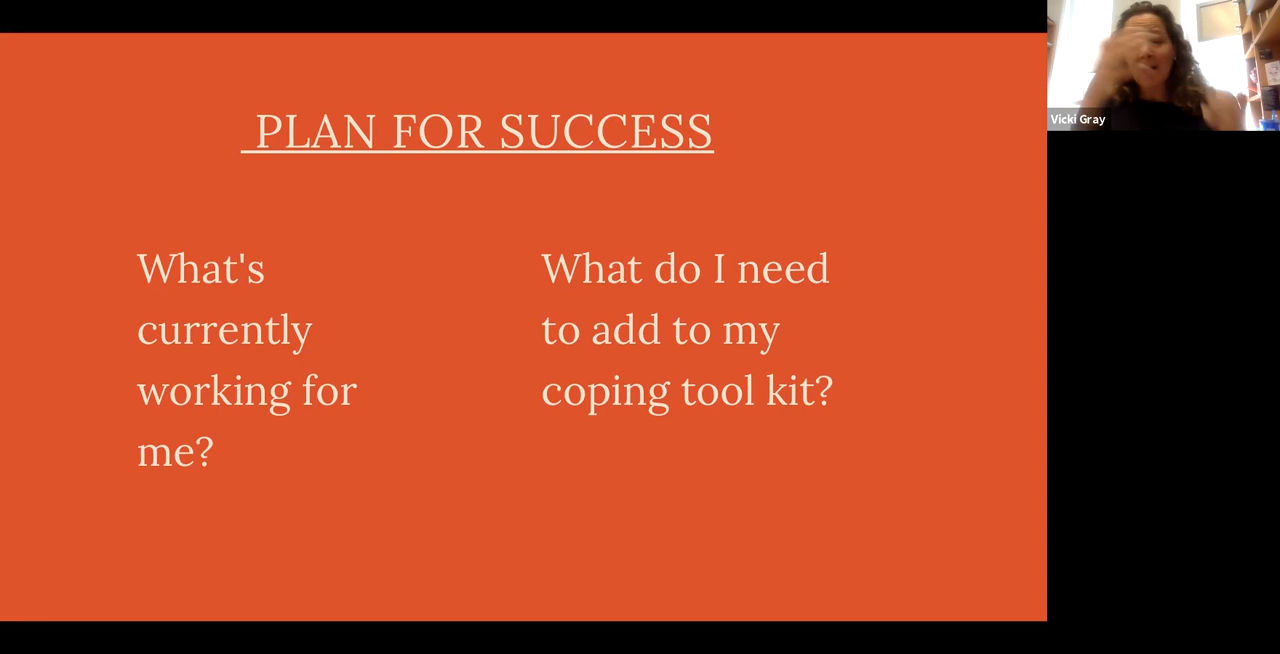 PLAN FOR SUCCESS
What's
currently
working for
me?
What do I need
to add to my
coping tool kit?
Vicki Gray